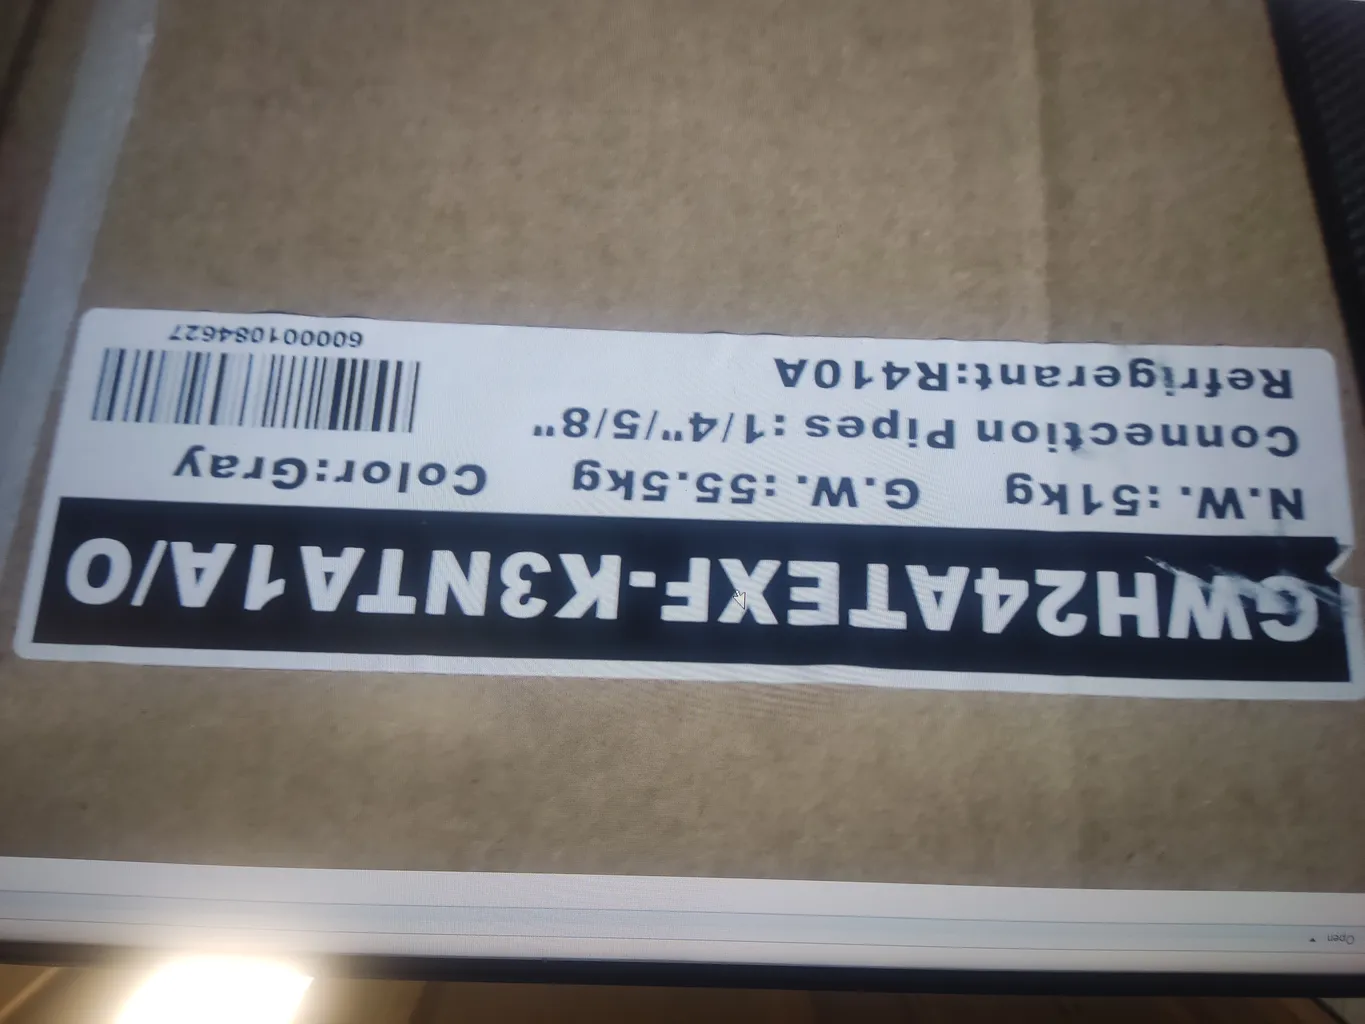 GWH24ATEXF-K3NTA1A/O
N.W. :51kg G.W. :55.5kg Color:Gray
Connection Pipes :1/4"/5/8"
Refrigerant:R410A
600001084627
Open